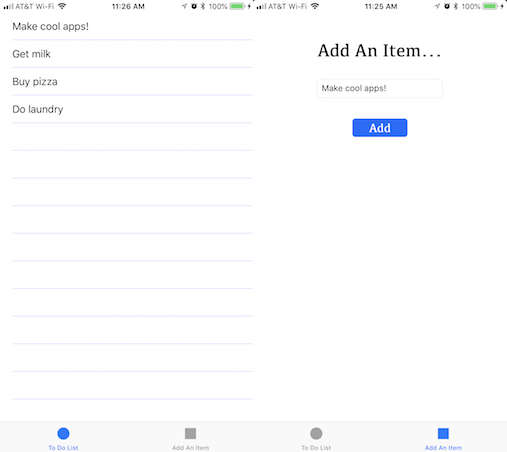 AT&T Wi-Fi 11:26 AM 100%
Make cool apps!
Get milk
Buy pizza
Do laundry
To Do List Add An Item
AT&T Wi-Fi 11:25 AM 100%
Add An Item...
Make cool apps!
Add
To Do List Add An Item